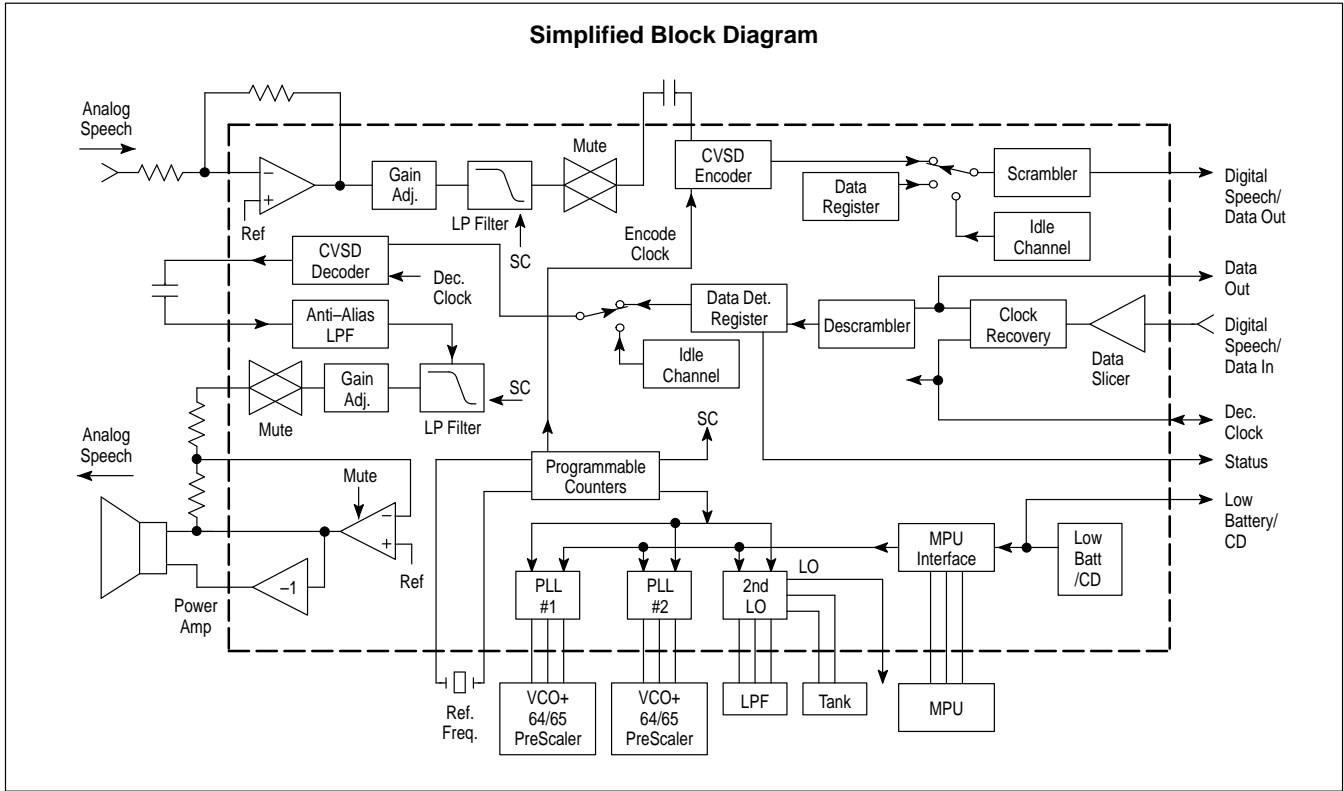 Simplified Block Diagram
Analog
Speech
−
+
Ref
Gain
Adj.
LP Filter
SC
Mute
CVSD
Encoder
Encode
Clock
Data
Register
Idle
Channel
Scrambler
Digital
Speech/
Data Out
CVSD
Decoder
Dec.
Clock
Anti–Alias
LPF
Mute
Gain
Adj.
LP Filter
SC
Data Det.
Register
Idle
Channel
Descrambler
Clock
Recovery
Data
Slicer
Data
Out
Digital
Speech/
Data In
Dec.
Clock
Status
Low
Battery/
CD
Analog
Speech
Mute
−
+
Ref
–1
Power
Amp
Programmable
Counters
SC
PLL
#1
PLL
#2
2nd
LO
LO
MPU
Interface
Low
Batt
/CD
Ref.
Freq.
VCO+
64/65
PreScaler
VCO+
64/65
PreScaler
LPF
Tank
MPU